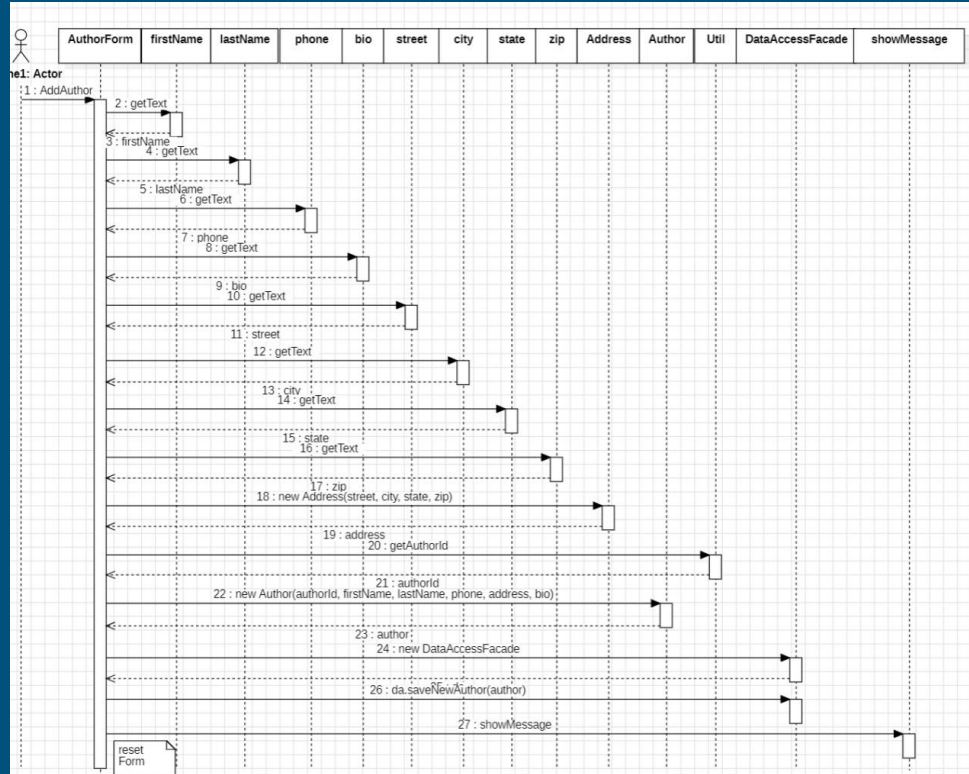 AuthorForm firstName lastName phone bio street city state zip Address Author Util DataAccessFacade showMessage
ne1: Actor
1 : AddAuthor
2 : getText
3 : firstName
4 : getText
5 : lastName
6 : getText
7 : phone
8 : getText
9 : bio
10 : getText
11 : street
12 : getText
13 : city
14 : getText
15 : state
16 : getText
17 : zip
18 : new Address(street, city, state, zip)
19 : address
20 : getAuthorId
21 : authorId
22 : new Author(authorId, firstName, lastName, phone, address, bio)
23 : author
24 : new DataAccessFacade
26 : da.saveNewAuthor(author)
27 : showMessage
reset
Form